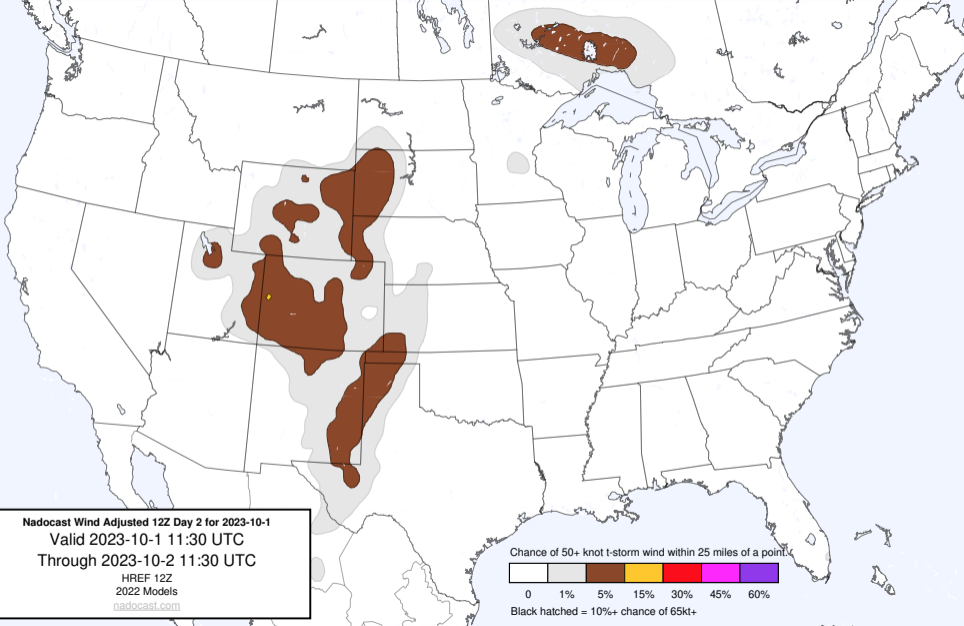 Nadocast Wind Adjusted 12Z Day 2 for 2023-10-1
Valid 2023-10-1 11:30 UTC
Through 2023-10-2 11:30 UTC
HREF 12Z
2022 Models
nadocast.com
Chance of 50+ knot t-storm wind within 25 miles of a point.
0 1% 5% 15% 30% 45% 60%
Black hatched = 10%+ chance of 65kt+